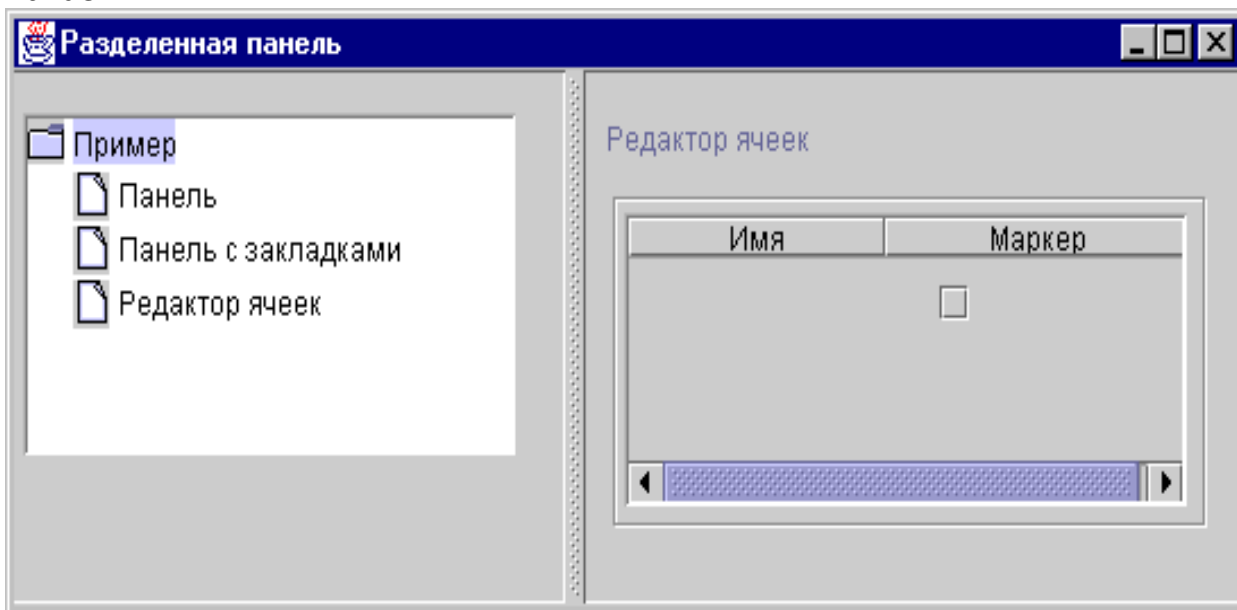 Разделенная панель
Пример
Панель
Панель с закладками
Редактор ячеек
Редактор ячеек
Имя Маркер